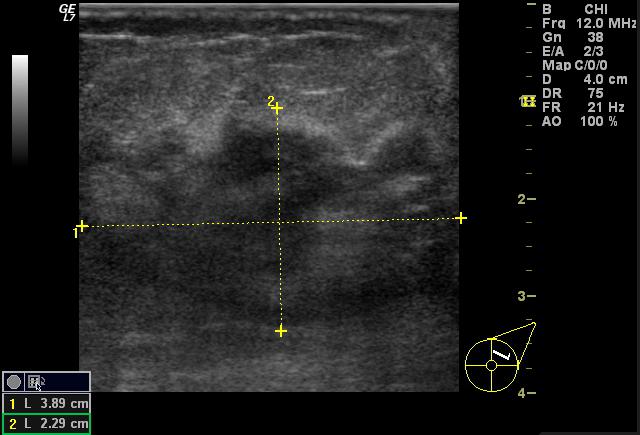 GE
L7
B CHI
Frq 12.0 MHz
Gn 38
E/A 2/3
Map C/0/0
D 4.0 cm
DR 75
FR 21 Hz
AO 100 %
2
1
2
3
4
1 L 3.89 cm
2 L 2.29 cm